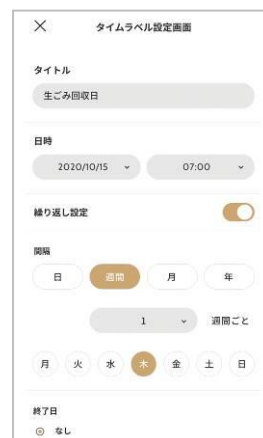 × タイムラベル設定画面
タイトル
生ごみ回収日
日時
2020/10/15 07:00
繰り返し設定
間隔
日 週間 月 年
1 週間ごと
月 火 水 木 金 土 日
終了日
なし